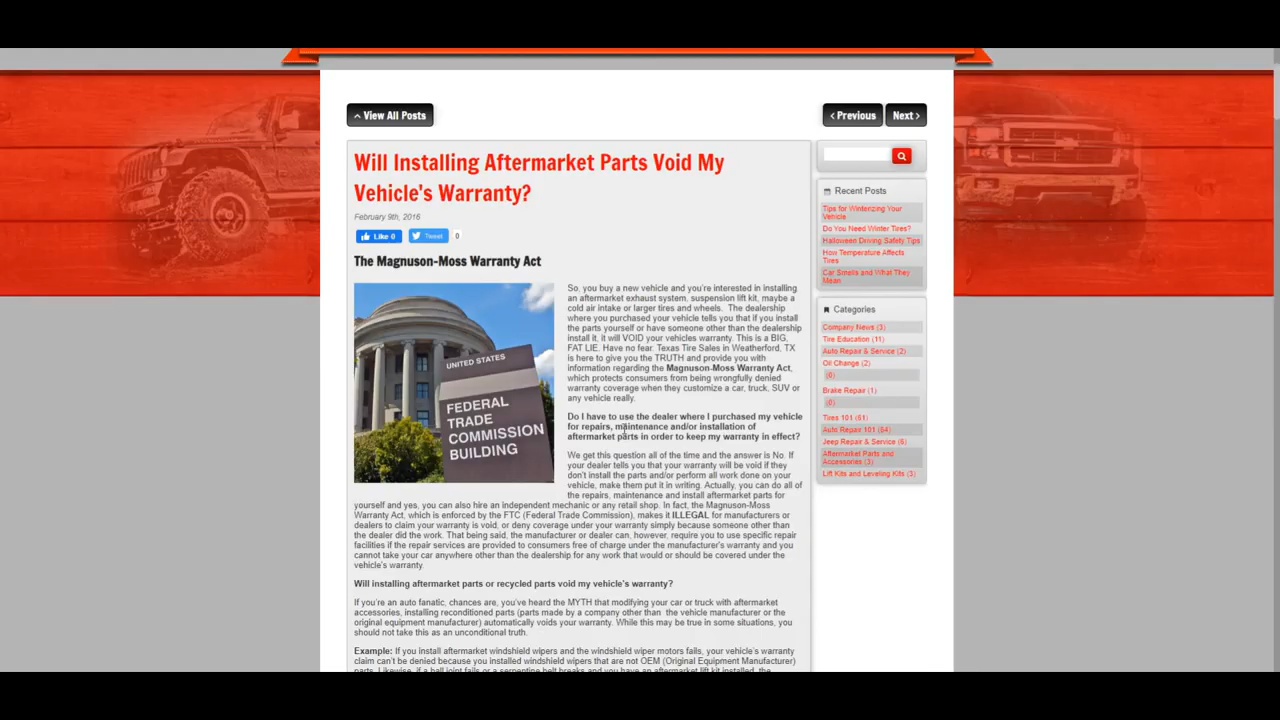 View All Posts
Previous
Next
Will Installing Aftermarket Parts Void My
Vehicle's Warranty?
February 9th, 2016
Like 0
Tweet
0
The Magnuson-Moss Warranty Act
UNITED STATES
FEDERAL
TRADE
COMMISSION
BUILDING
So, you buy a new vehicle and you're interested in installing
an aftermarket exhaust system, suspension lift kit, maybe a
cold air intake or larger tires and wheels. The dealership
where you purchased your vehicle tells you that if you install
the parts yourself or have someone other than the dealership
install it, it will VOID your vehicles warranty. This is a BIG,
FAT LIE. Have no fear. Texas Tire Sales in Weatherford, TX
is here to give you the TRUTH and provide you with
information regarding the Magnuson-Moss Warranty Act,
which protects consumers from being wrongfully denied
warranty coverage when they customize a car, truck, SUV or
any vehicle really.
Do I have to use the dealer where I purchased my vehicle
for repairs, maintenance and/or installation of
aftermarket parts in order to keep my warranty in effect?
We get this question all of the time and the answer is No. If
your dealer tells you that your warranty will be void if they
don't install the parts and/or perform all work done on your
vehicle, make them put it in writing. Actually, you can do all of
the repairs, maintenance and install aftermarket parts for
yourself and yes, you can also hire an independent mechanic or any retail shop. In fact, the Magnuson-Moss
Warranty Act, which is enforced by the FTC (Federal Trade Commission), makes it ILLEGAL for manufacturers or
dealers to claim your warranty is void, or deny coverage under your warranty simply because someone other than
the dealer did the work. That being said, the manufacturer or dealer can, however, require you to use specific repair
facilities if the repair services are provided to consumers free of charge under the manufacturer's warranty and you
cannot take your car anywhere other than the dealership for any work that would or should be covered under the
vehicle's warranty.
Will installing aftermarket parts or recycled parts void my vehicle's warranty?
If you're an auto fanatic, chances are, you've heard the MYTH that modifying your car or truck with aftermarket
accessories, installing reconditioned parts (parts made by a company other than the vehicle manufacturer or the
original equipment manufacturer) automatically voids your warranty. While this may be true in some situations, you
should not take this as an unconditional truth.
Example: If you install aftermarket windshield wipers and the windshield wiper motors fails, your vehicle's warranty
claim can't be denied because you installed windshield wipers that are not OEM (Original Equipment Manufacturer)
parts. Likewise, if a ball joint fails or a serpentine belt breaks and you have an aftermarket lift kit installed, the
Recent Posts
Tips for Winterizing Your
Vehicle
Do You Need Winter Tires?
Halloween Driving Safety Tips
How Temperature Affects
Tires
Car Smells and What They
Mean
Categories
Company News (3)
Tire Education (11)
Auto Repair & Service (2)
Oil Change (2)
(0)
Brake Repair (1)
(0)
Tires 101 (61)
Auto Repair 101 (64)
Jeep Repair & Service (6)
Aftermarket Parts and
Accessories (3)
Lift Kits and Leveling Kits (3)